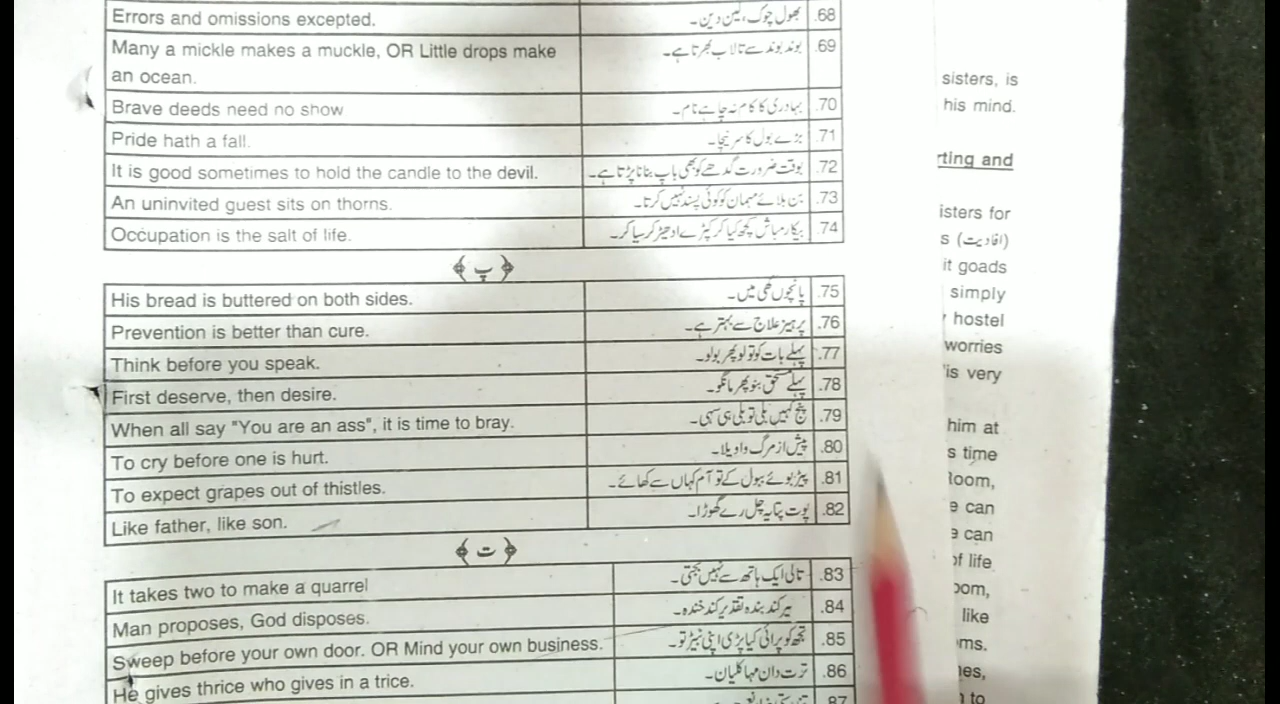 Errors and omissions excepted. بھول چوک، لین دین۔ .68
Many a mickle makes a muckle, OR Little drops make بوند بوند سے تالاب بھرتا ہے۔ .69
an ocean.
Brave deeds need no show بہادری کا کام نہ چاہے نام۔ .70
Pride hath a fall. بڑے بول کا سر نیچا۔ .71
It is good sometimes to hold the candle to the devil. بوقت ضرورت گدھے کو بھی باپ بنانا پڑتا ہے۔ .72
An uninvited guest sits on thorns. بن بلائے مہمان کو کوئی پسند نہیں کرتا۔ .73
Occupation is the salt of life. بیکار مباش کچھ کیا کر کپڑے ادھیڑ کر سیا کر۔ .74
﴿ پ ﴾
His bread is buttered on both sides. پانچوں گھی میں۔ .75
Prevention is better than cure. پرہیز علاج سے بہتر ہے۔ .76
Think before you speak. پہلے بات کو تولو پھر بولو۔ .77
First deserve, then desire. پہلے مستحق بنو پھر مانگو۔ .78
When all say "You are an ass", it is time to bray. پنچ کہیں بلی تو بلی ہی سہی۔ .79
To cry before one is hurt. پیش از مرگ واویلا۔ .80
To expect grapes out of thistles. پیڑ بوئے ببول کے تو آم کہاں سے کھائے۔ .81
Like father, like son. پوت پتا پہ چل رے گھوڑا۔ .82
﴿ ت ﴾
It takes two to make a quarrel تالی ایک ہاتھ سے نہیں بجتی۔ .83
Man proposes, God disposes. کند بندہ تقدیر کند خندہ۔ .84
Sweep before your own door. OR Mind your own business. تجھ کو پرائی کیا پڑی اپنی نبیڑ تو۔ .85
He gives thrice who gives in a trice. ترت دان مہا کلیان۔ .86
.87
sisters, is
his mind.
rting and
isters for
s (افادیت)
it goads
simply
hostel
worries
is very
him at
s time
loom,
e can
e can
of life
oom,
like
ms.
nes,
n to